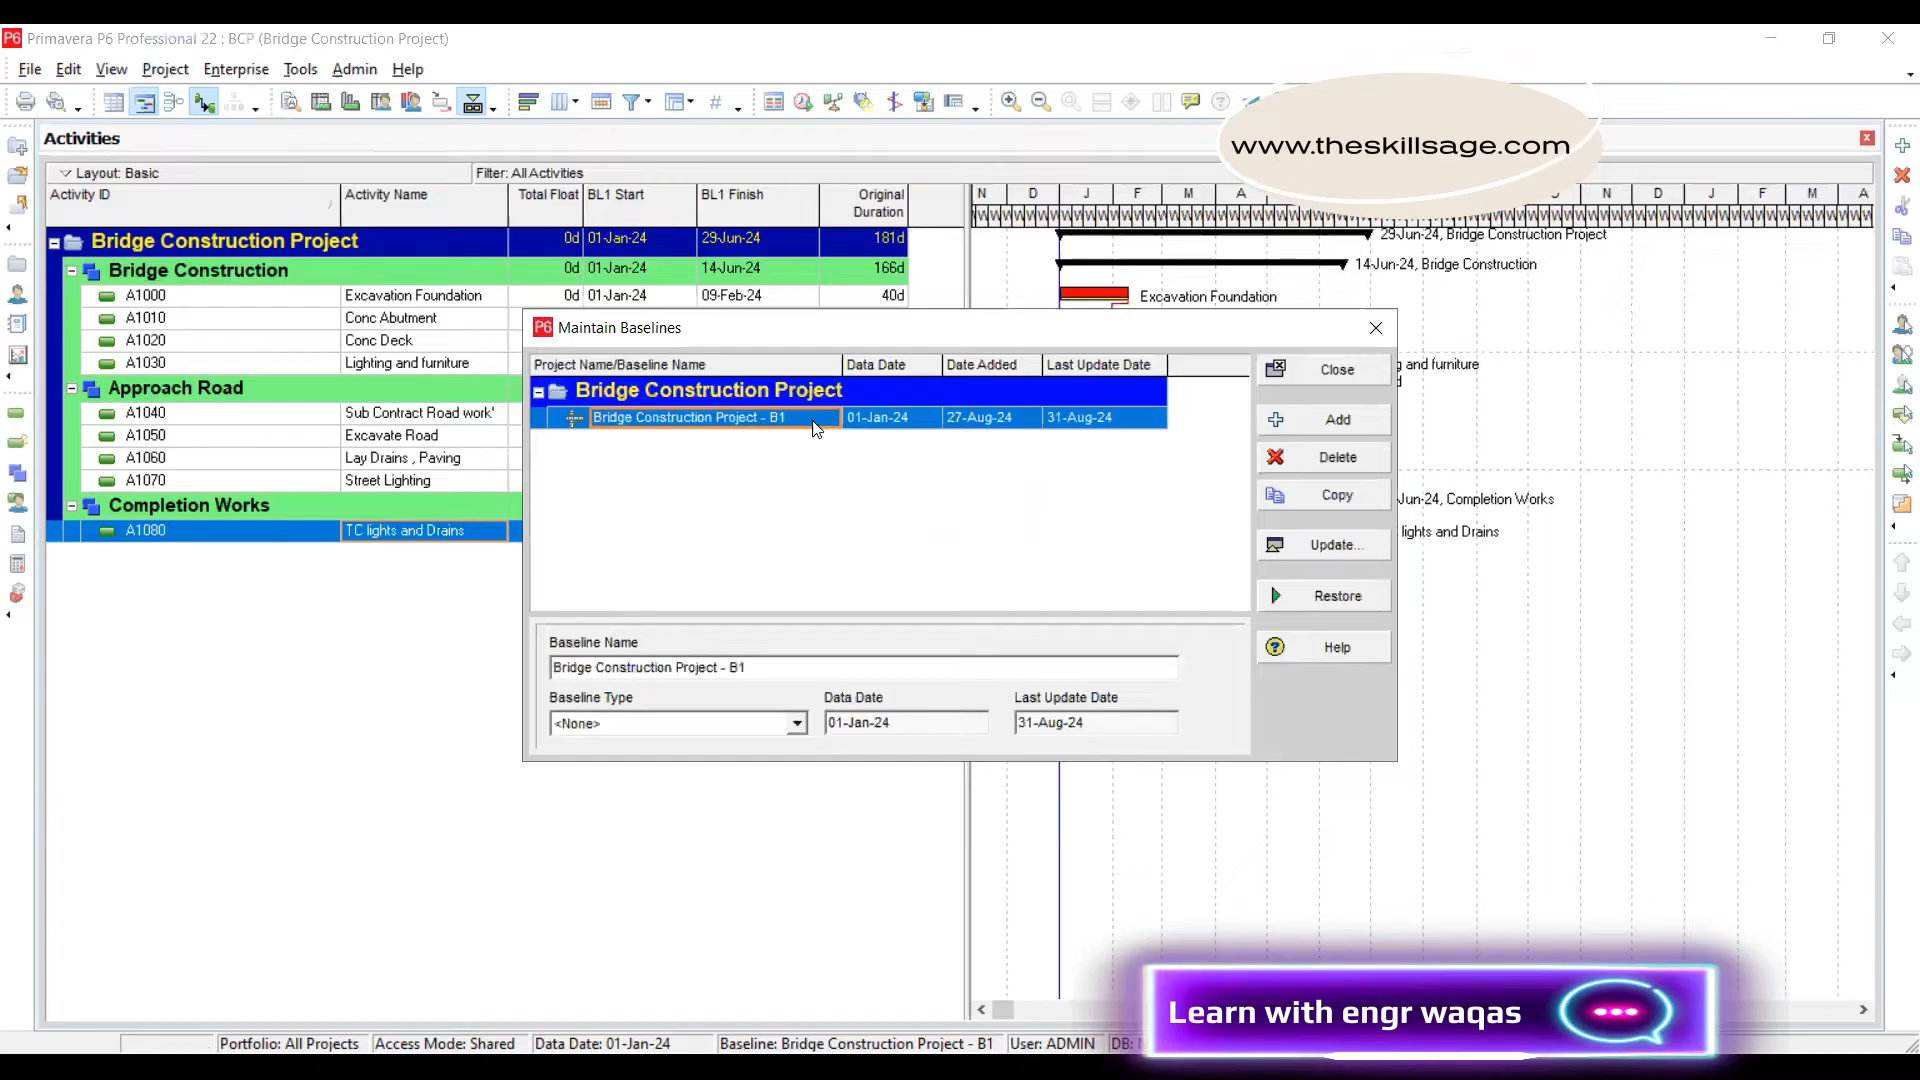 P6 Primavera P6 Professional 22 : BCP (Bridge Construction Project)
File Edit View Project Enterprise Tools Admin Help
www.theskillsage.com
Activities
Layout: Basic Filter: All Activities
Activity ID Activity Name Total Float BL1 Start BL1 Finish Original Duration
N D J F M A N D J F M A
Bridge Construction Project 0d 01-Jan-24 29-Jun-24 181d
29-Jun-24, Bridge Construction Project
Bridge Construction 0d 01-Jan-24 14-Jun-24 166d
14-Jun-24, Bridge Construction
A1000 Excavation Foundation 0d 01-Jan-24 09-Feb-24 40d
Excavation Foundation
A1010 Conc Abutment
A1020 Conc Deck
A1030 Lighting and furniture
g and furniture
Approach Road
A1040 Sub Contract Road work'
A1050 Excavate Road
A1060 Lay Drains , Paving
A1070 Street Lighting
Completion Works
Jun-24, Completion Works
A1080 TC lights and Drains
lights and Drains
P6 Maintain Baselines
Project Name/Baseline Name Data Date Date Added Last Update Date
Bridge Construction Project
Bridge Construction Project - B1 01-Jan-24 27-Aug-24 31-Aug-24
Close
Add
Delete
Copy
Update...
Restore
Help
Baseline Name
Bridge Construction Project - B1
Baseline Type Data Date Last Update Date
<None> 01-Jan-24 31-Aug-24
Learn with engr waqas
Portfolio: All Projects Access Mode: Shared Data Date: 01-Jan-24 Baseline: Bridge Construction Project - B1 User: ADMIN DB: